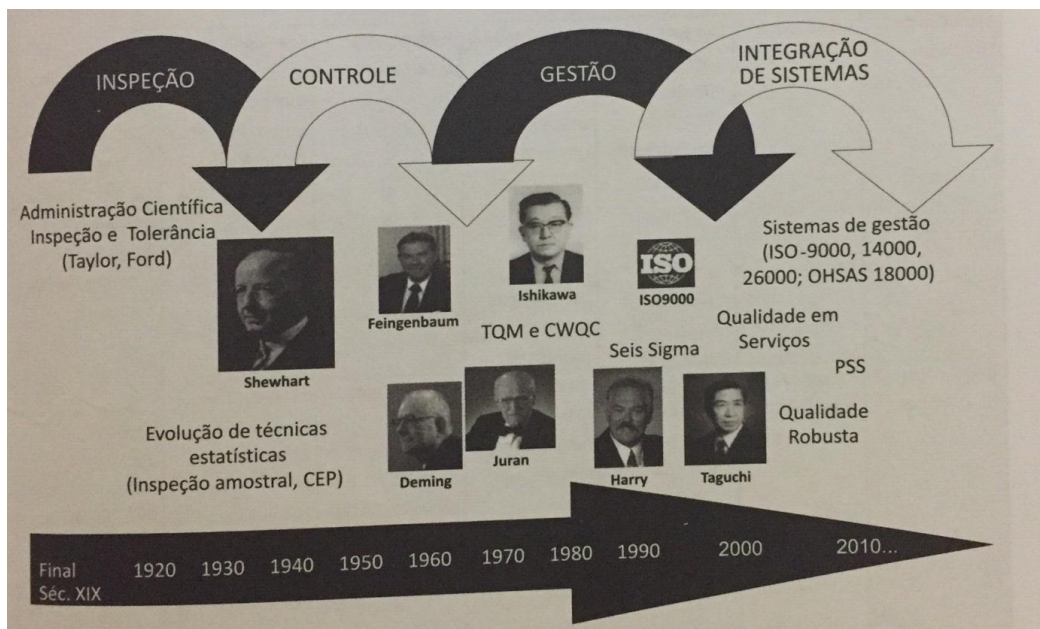 INSPEÇÃO
CONTROLE
GESTÃO
INTEGRAÇÃO
DE SISTEMAS
Administração Científica
Inspeção e Tolerância
(Taylor, Ford)
Shewhart
Feingenbaum
Ishikawa
ISO
ISO9000
Sistemas de gestão
(ISO-9000, 14000,
26000; OHSAS 18000)
TQM e CWQC
Qualidade em
Serviços
Seis Sigma
PSS
Evolução de técnicas
estatísticas
(Inspeção amostral, CEP)
Deming
Juran
Harry
Taguchi
Qualidade
Robusta
Final
Séc. XIX
1920
1930
1940
1950
1960
1970
1980
1990
2000
2010...